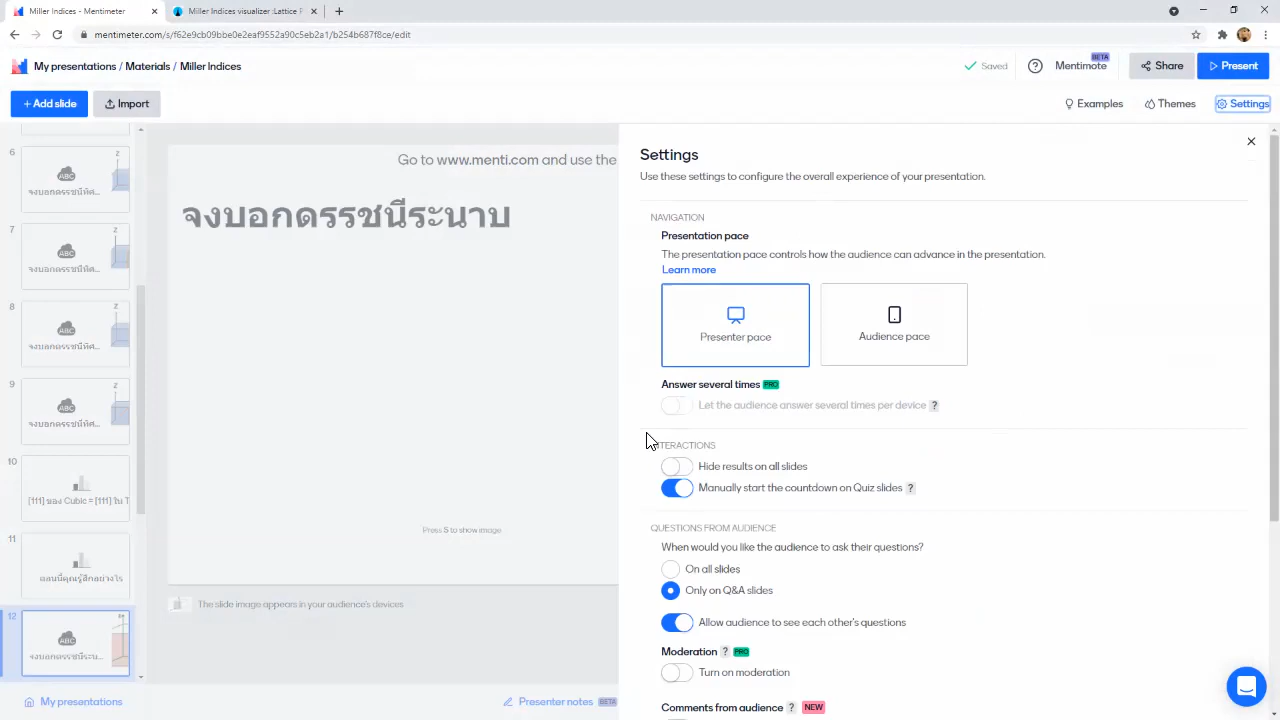 Miller Indices - Mentimeter
Miller Indices visualizer :Lattice P
mentimeter.com/s/f62e9cb09bbe0e2eaf9552a90c5eb2a1/b254b687f8ce/edit
My presentations / Materials / Miller Indices
Saved
Mentimote
BETA
Share
Present
+ Add slide
Import
Examples
Themes
Settings
6
Z
ABC
จงบอกดรรชนีทิศ...
7
Z
ABC
จงบอกดรรชนีทิศ...
8
Z
ABC
จงบอกดรรชนีทิศ...
9
Z
ABC
จงบอกดรรชนีทิศ...
10
[111] ของ Cubic = [111] ใน T
11
ตอนนี้คุณรู้สึกอย่างไร
12
ABC
จงบอกดรรชนีระน...
My presentations
Go to www.menti.com and use the
จงบอกดรรชนีระนาบ
Press S to show image
The slide image appears in your audience's devices
Presenter notes BETA
Settings
Use these settings to configure the overall experience of your presentation.
NAVIGATION
Presentation pace
The presentation pace controls how the audience can advance in the presentation.
Learn more
Presenter pace
Audience pace
Answer several times PRO
Let the audience answer several times per device ?
NTERACTIONS
Hide results on all slides
Manually start the countdown on Quiz slides ?
QUESTIONS FROM AUDIENCE
When would you like the audience to ask their questions?
On all slides
Only on Q&A slides
Allow audience to see each other's questions
Moderation ? PRO
Turn on moderation
Comments from audience ? NEW